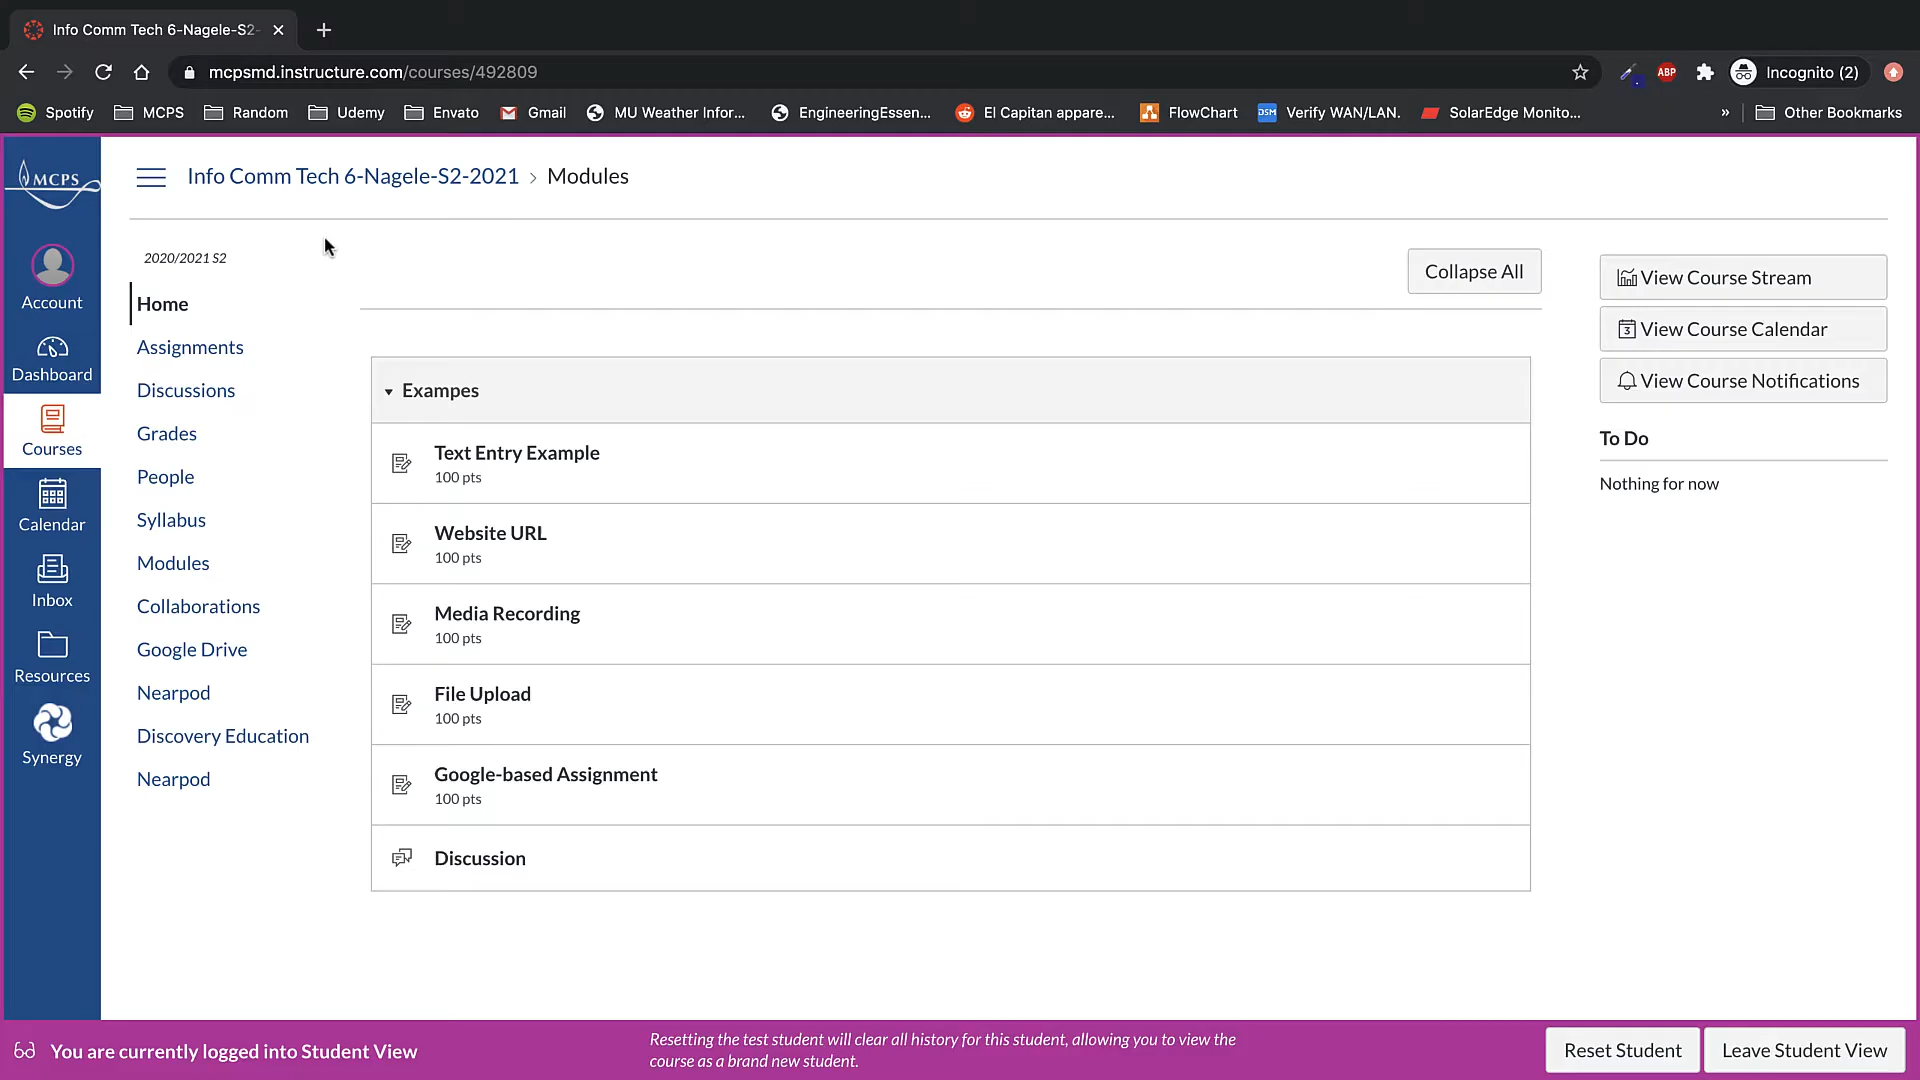 Info Comm Tech 6-Nagele-S2-
mcpsmd.instructure.com/courses/492809
ABP
Incognito (2)
Spotify
MCPS
Random
Udemy
Envato
Gmail
MU Weather Infor...
EngineeringEssen...
El Capitan appare...
FlowChart
DSM
Verify WAN/LAN.
SolarEdge Monito...
»
Other Bookmarks
MCPS
Account
Dashboard
Courses
Calendar
Inbox
Resources
Synergy
Info Comm Tech 6-Nagele-S2-2021 › Modules
2020/2021 S2
Home
Assignments
Discussions
Grades
People
Syllabus
Modules
Collaborations
Google Drive
Nearpod
Discovery Education
Nearpod
Collapse All
Exampes
Text Entry Example
100 pts
Website URL
100 pts
Media Recording
100 pts
File Upload
100 pts
Google-based Assignment
100 pts
Discussion
View Course Stream
3
View Course Calendar
View Course Notifications
To Do
Nothing for now
You are currently logged into Student View
Resetting the test student will clear all history for this student, allowing you to view the
course as a brand new student.
Reset Student
Leave Student View